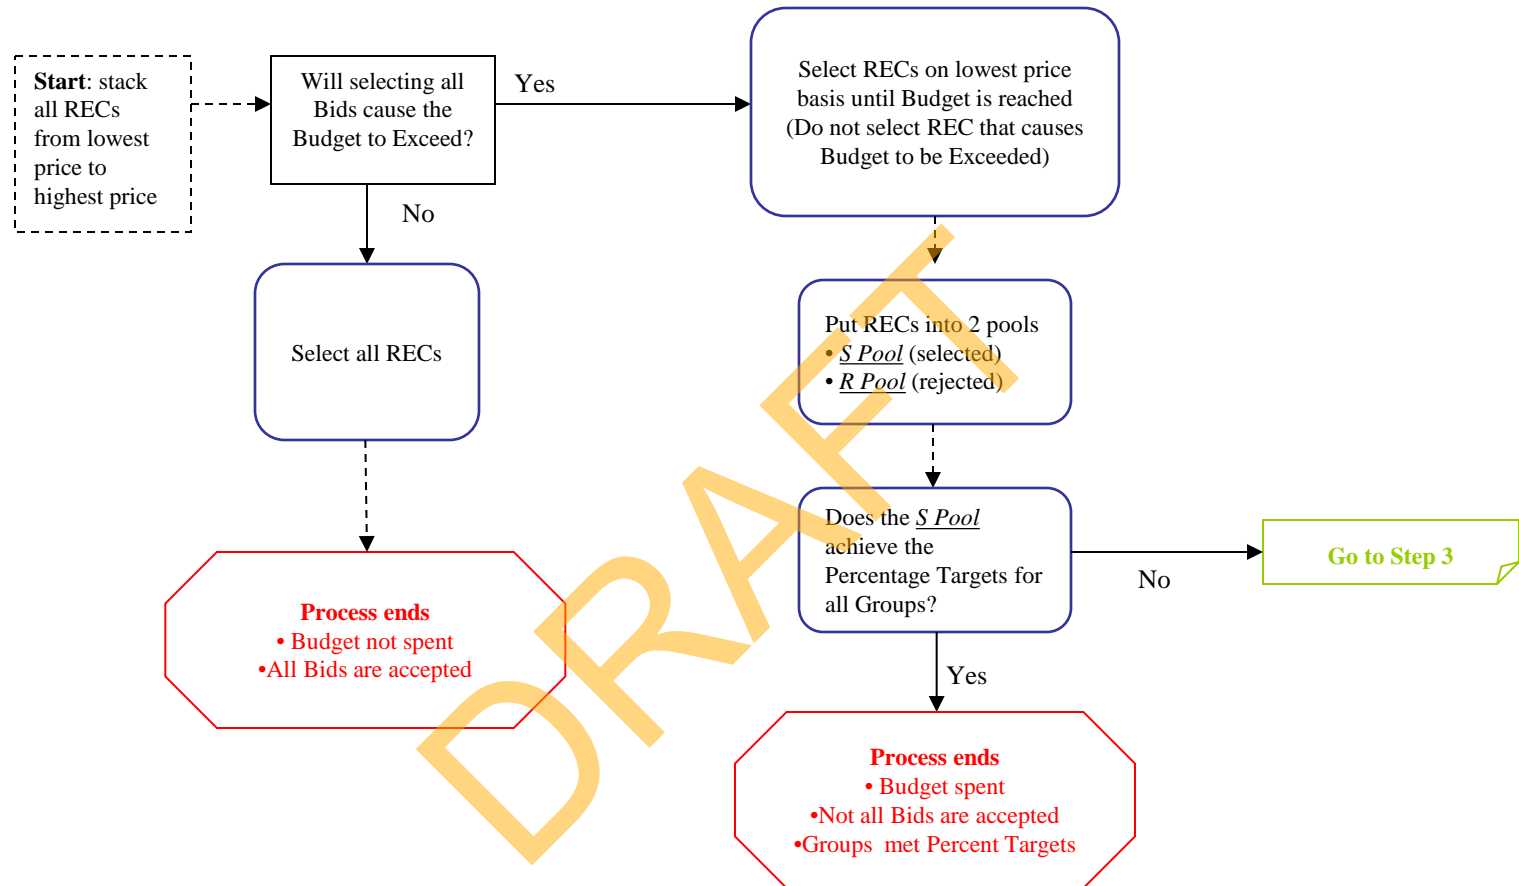 Start: stack
all RECs
from lowest
price to
highest price
Will selecting all
Bids cause the
Budget to Exceed?
Yes
No
Select RECs on lowest price
basis until Budget is reached
(Do not select REC that causes
Budget to be Exceeded)
Select all RECs
Put RECs into 2 pools
• S Pool (selected)
• R Pool (rejected)
Does the S Pool
achieve the
Percentage Targets for
all Groups?
No
Go to Step 3
Yes
Process ends
• Budget not spent
•All Bids are accepted
Process ends
• Budget spent
•Not all Bids are accepted
•Groups met Percent Targets
DRAFT